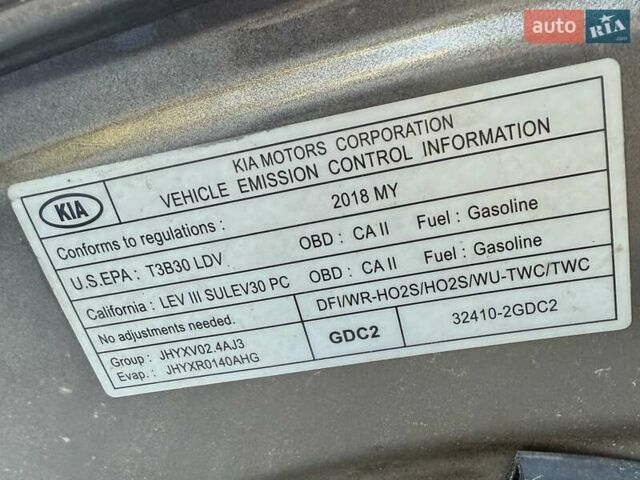 auto RIA
KIA
KIA MOTORS CORPORATION
VEHICLE EMISSION CONTROL INFORMATION
Conforms to regulations : 2018 MY
U.S.EPA : T3B30 LDV OBD : CA II Fuel : Gasoline
California : LEV III SULEV30 PC OBD : CA II Fuel : Gasoline
No adjustments needed. DFI/WR-HO2S/HO2S/WU-TWC/TWC
Group : JHYXV02.4AJ3 GDC2 32410-2GDC2
Evap. : JHYXR0140AHG